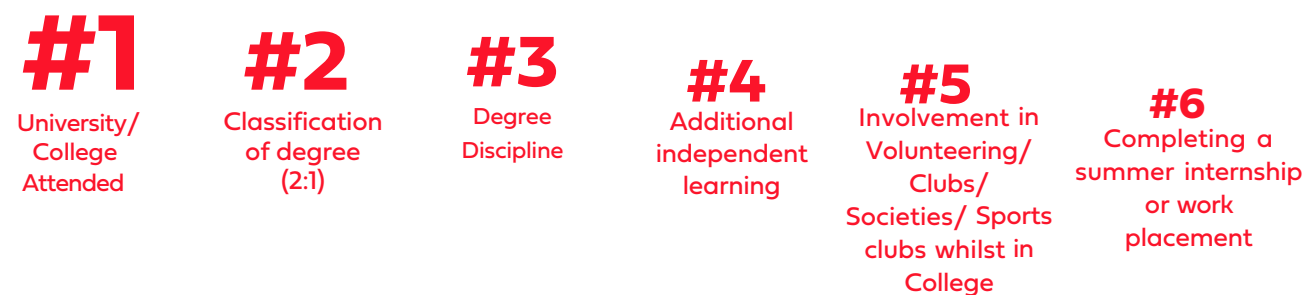 #1
University/
College
Attended
#2
Classification
of degree
(2:1)
#3
Degree
Discipline
#4
Additional
independent
learning
#5
Involvement in
Volunteering/
Clubs/
Societies/ Sports
clubs whilst in
College
#6
Completing a
summer internship
or work
placement